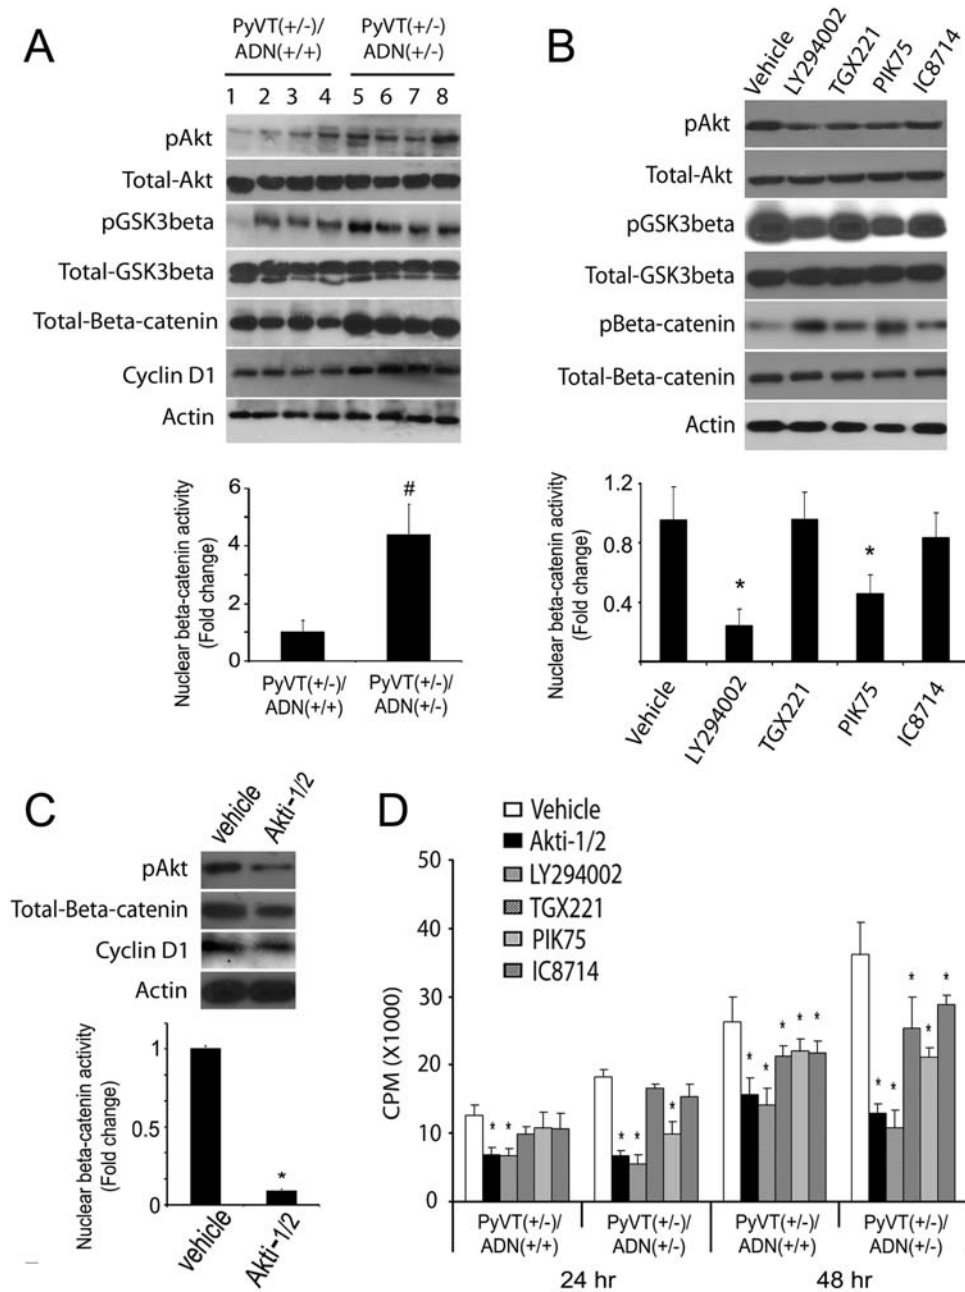 A
PyVT(+/-)/ PyVT(+/-)
ADN(+/+) ADN(+/-)
1 2 3 4 5 6 7 8
pAkt
Total-Akt
pGSK3beta
Total-GSK3beta
Total-Beta-catenin
Cyclin D1
Actin
Nuclear beta-catenin activity
(Fold change)
6
4
2
0
#
PyVT(+/-)/ PyVT(+/-)/
ADN(+/+) ADN(+/-)
B
Vehicle LY294002 TGX221 PIK75 IC8714
pAkt
Total-Akt
pGSK3beta
Total-GSK3beta
pBeta-catenin
Total-Beta-catenin
Actin
Nuclear beta-catenin activity
(Fold change)
1.2
0.8
0.4
* *
Vehicle LY294002 TGX221 PIK75 IC8714
C
vehicle Akti-1/2
pAkt
Total-Beta-catenin
Cyclin D1
Actin
Nuclear beta-catenin activity
(Fold change)
1
0.5
0
*
vehicle Akti-1/2
D
Vehicle
Akti-1/2
LY294002
TGX221
PIK75
IC8714
CPM (X1000)
50
40
30
20
10
0
* * * * * * * * * * * * * * *
PyVT(+/-)/ PyVT(+/-)/ PyVT(+/-)/ PyVT(+/-)/
ADN(+/+) ADN(+/-) ADN(+/+) ADN(+/-)
24 hr 48 hr